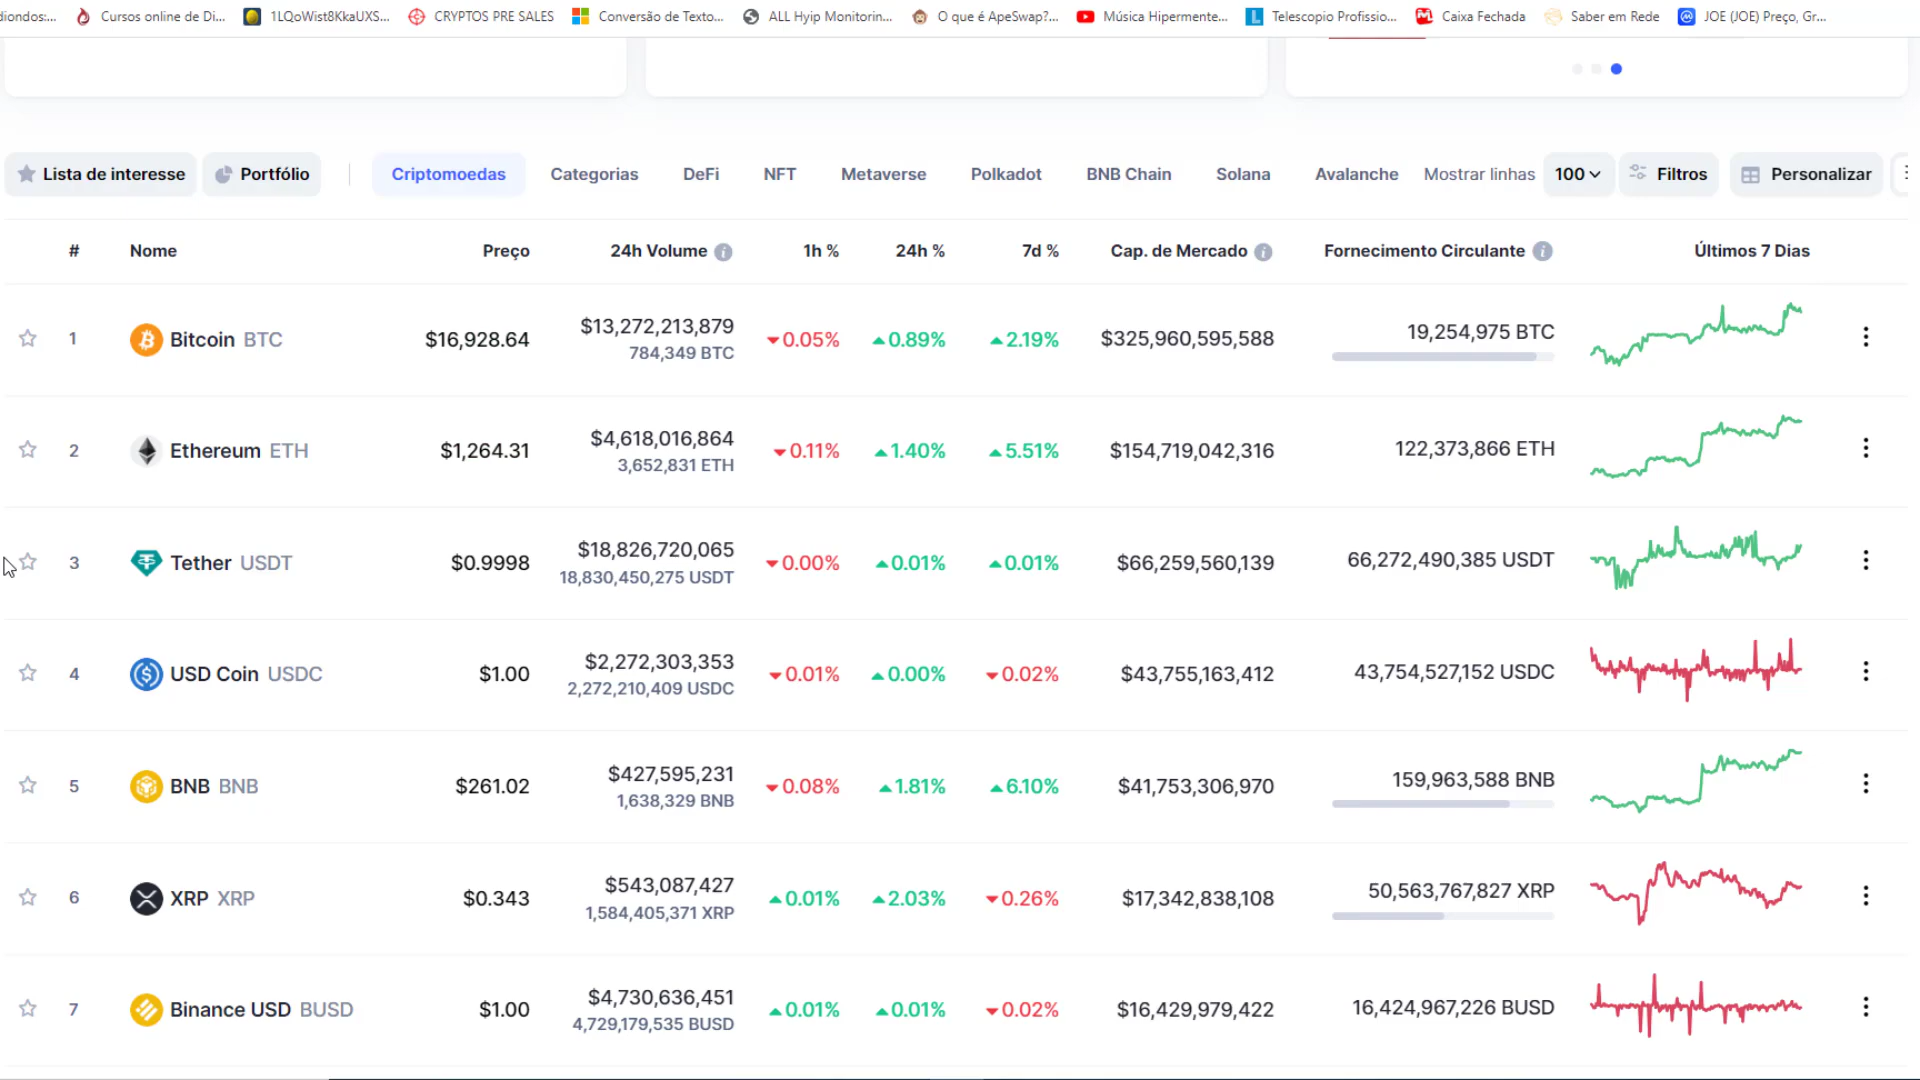 diondos:...
Cursos online de Di...
1LQoWist8KkaUXS...
CRYPTOS PRE SALES
Conversão de Texto...
ALL Hyip Monitorin...
O que é ApeSwap?...
Música Hipermente...
Telescopio Profissio...
Caixa Fechada
Saber em Rede
JOE (JOE) Preço, Gr...
Lista de interesse
Portfólio
Criptomoedas
Categorias
DeFi
NFT
Metaverse
Polkadot
BNB Chain
Solana
Avalanche
Mostrar linhas
100
Filtros
Personalizar
# Nome Preço 24h Volume 1h % 24h % 7d % Cap. de Mercado Fornecimento Circulante Últimos 7 Dias
1 Bitcoin BTC $16,928.64 $13,272,213,879 0.05% 0.89% 2.19% $325,960,595,588 19,254,975 BTC
784,349 BTC
2 Ethereum ETH $1,264.31 $4,618,016,864 0.11% 1.40% 5.51% $154,719,042,316 122,373,866 ETH
3,652,831 ETH
3 Tether USDT $0.9998 $18,826,720,065 0.00% 0.01% 0.01% $66,259,560,139 66,272,490,385 USDT
18,830,450,275 USDT
4 USD Coin USDC $1.00 $2,272,303,353 0.01% 0.00% 0.02% $43,755,163,412 43,754,527,152 USDC
2,272,210,409 USDC
5 BNB BNB $261.02 $427,595,231 0.08% 1.81% 6.10% $41,753,306,970 159,963,588 BNB
1,638,329 BNB
6 XRP XRP $0.343 $543,087,427 0.01% 2.03% 0.26% $17,342,838,108 50,563,767,827 XRP
1,584,405,371 XRP
7 Binance USD BUSD $1.00 $4,730,636,451 0.01% 0.01% 0.02% $16,429,979,422 16,424,967,226 BUSD
4,729,179,535 BUSD